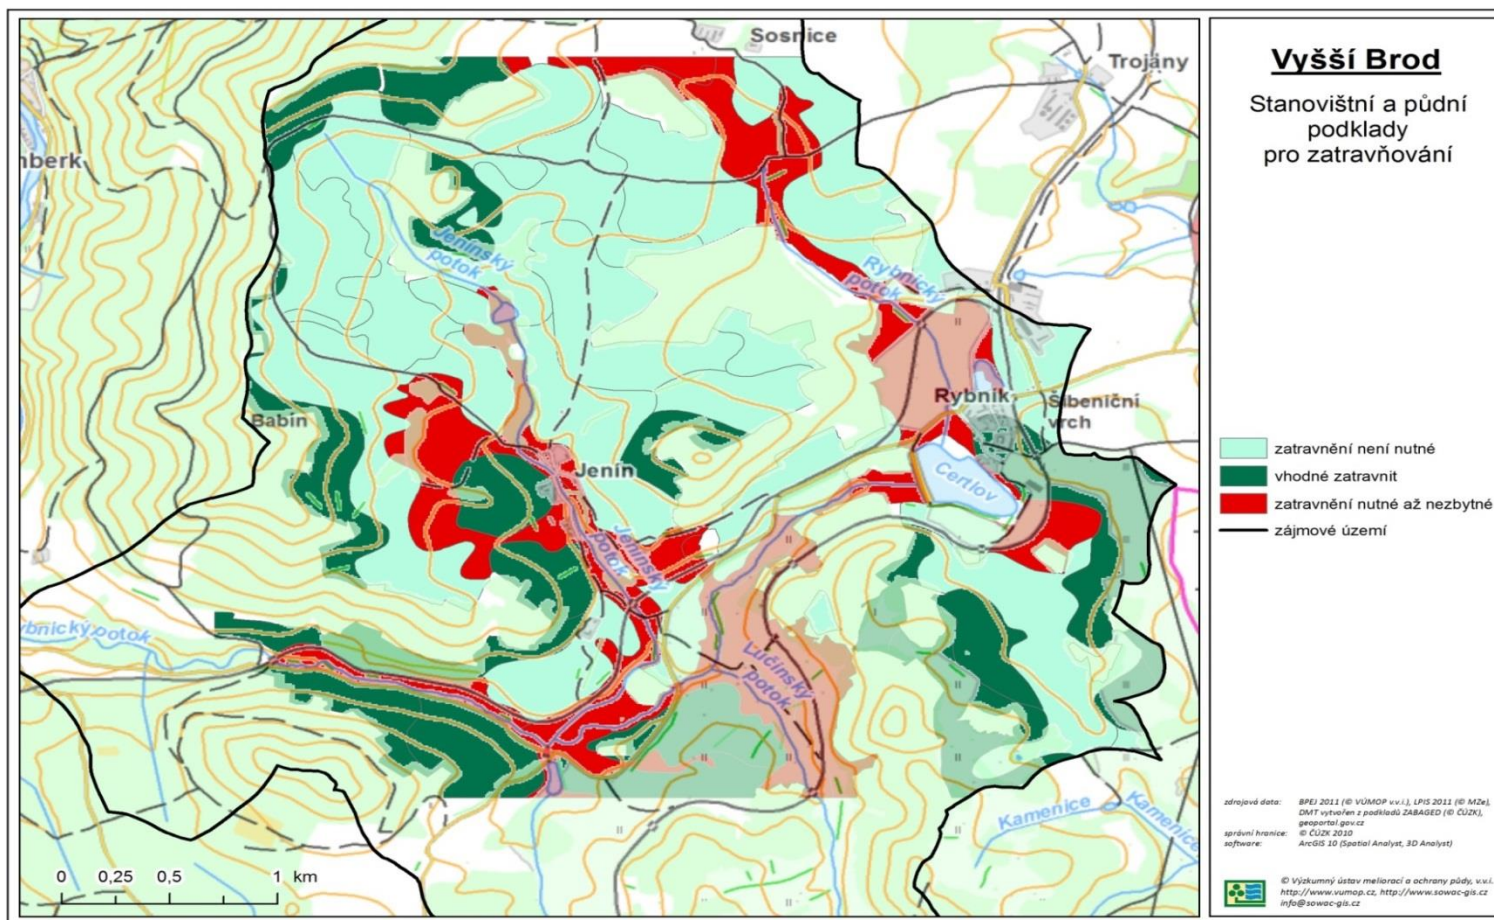 Sosnice
Trojány
mberk
Jenínský
potok
Rybnický
potok
Rybník
Šibeniční
vrch
Babín
Jenín
Čertlov
Jenínský
potok
ybnický potok
Lučinský
potok
Kamenice
Kamenice
0 0,25 0,5 1 km
Vyšší Brod
Stanovištní a půdní
podklady
pro zatravňování
zatravnění není nutné
vhodné zatravnit
zatravnění nutné až nezbytné
zájmové území
zdrojová data: BPEJ 2011 (© VÚMOP v.v.i.), LPIS 2011 (© MZe),
DMT vytvořen z podkladů ZABAGED (© ČÚZK),
geoportal.gov.cz
správní hranice: © ČÚZK 2010
software: ArcGIS 10 (Spatial Analyst, 3D Analyst)
© Výzkumný ústav meliorací a ochrany půdy, v.v.i.
http://www.vumop.cz, http://www.sowac-gis.cz
info@sowac-gis.cz